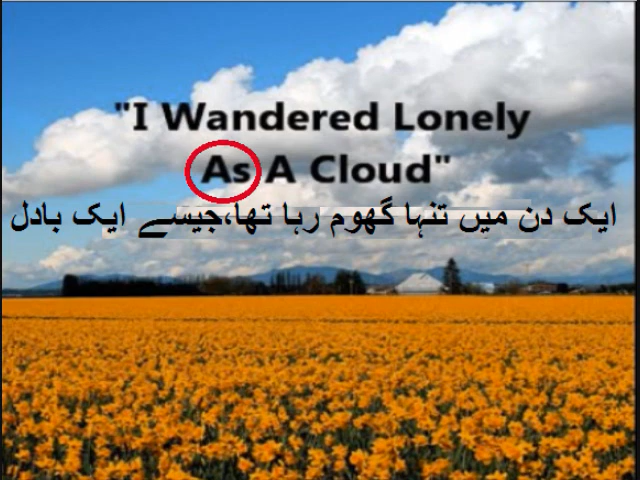 "I Wandered Lonely
As A Cloud"
ایک دن میں تنہا گھوم رہا تھا،جیسے ایک بادل